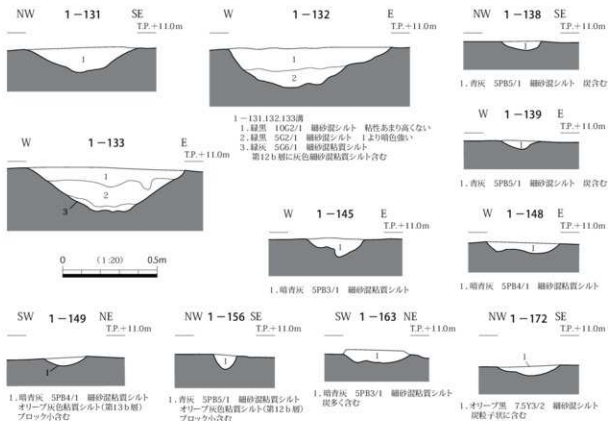 NW 1-131 SE
T.P.+11.0m
1
W 1-132 E
T.P.+11.0m
1
2
1-131.132.133溝
1.緑黒 10G2/1 細砂混シルト 粘性あまり高くない
2.緑黒 5G2/1 細砂混シルト 1より暗色強い
3.緑灰 5G6/1 細砂混粘質シルト
第12b層に灰色細砂混粘質シルト含む
NW 1-138 SE
T.P.+11.0m
1
1.青灰 5PB5/1 細砂混シルト 炭含む
W 1-139 E
T.P.+11.0m
1
1.青灰 5PB5/1 細砂混シルト 炭含む
W 1-133 E
T.P.+11.0m
1
2
3
0 (1:20) 0.5m
W 1-145 E
T.P.+11.0m
1
1.暗青灰 5PB3/1 細砂混粘質シルト
W 1-148 E
T.P.+11.0m
1
1.暗青灰 5PB4/1 細砂混粘質シルト
SW 1-149 NE
T.P.+11.0m
1
1.暗青灰 5PB4/1 細砂混粘質シルト
オリーブ灰色粘質シルト(第13b層)
ブロック小含む
NW 1-156 SE
T.P.+11.0m
1
1.青灰 5PB5/1 細砂混粘質シルト
オリーブ灰色粘質シルト(第12b層)
ブロック小含む
SW 1-163 NE
T.P.+11.0m
1
1.暗青灰 5PB3/1 細砂混粘質シルト
炭多く含む
NW 1-172 SE
T.P.+11.0m
1
1.オリーブ黒 7.5Y3/2 細砂混シルト
炭粒子状に含む